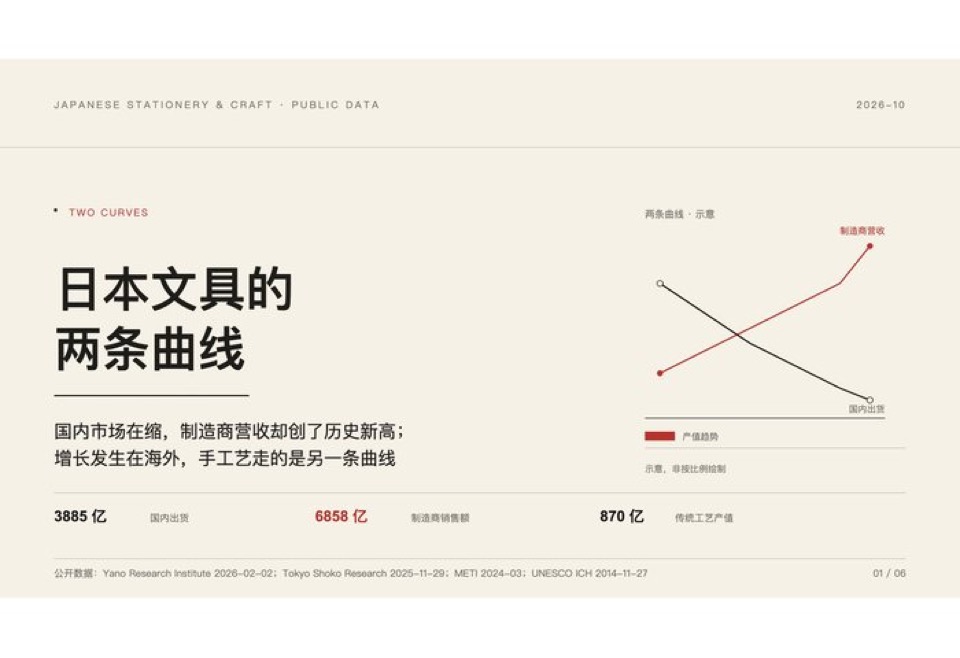 JAPANESE STATIONERY & CRAFT · PUBLIC DATA
2026-10
TWO CURVES
日本文具的
两条曲线
国内市场在缩，制造商营收却创了历史新高；
增长发生在海外，手工艺走的是另一条曲线
两条曲线 · 示意
制造商营收
国内出货
产值趋势
示意，非按比例绘制
3885 亿 国内出货
6858 亿 制造商销售额
870 亿 传统工艺产值
公开数据：Yano Research Institute 2026-02-02；Tokyo Shoko Research 2025-11-29；METI 2024-03；UNESCO ICH 2014-11-27
01 / 06